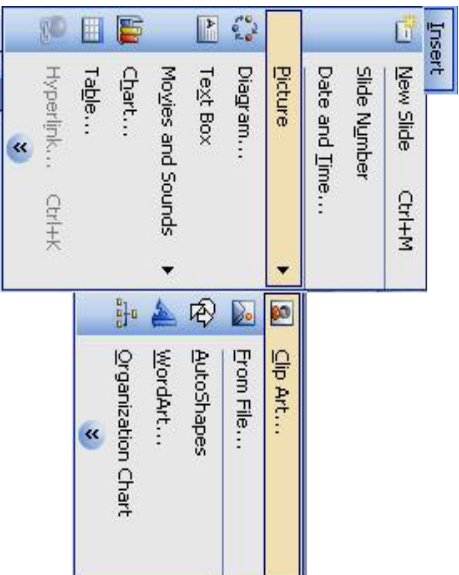 Insert
New Slide Ctrl+M
Slide Number
Date and Time...
Picture
Diagram...
Text Box
Movies and Sounds
Chart...
Table...
Hyperlink... Ctrl+K
Clip Art...
From File...
AutoShapes
WordArt...
Organization Chart